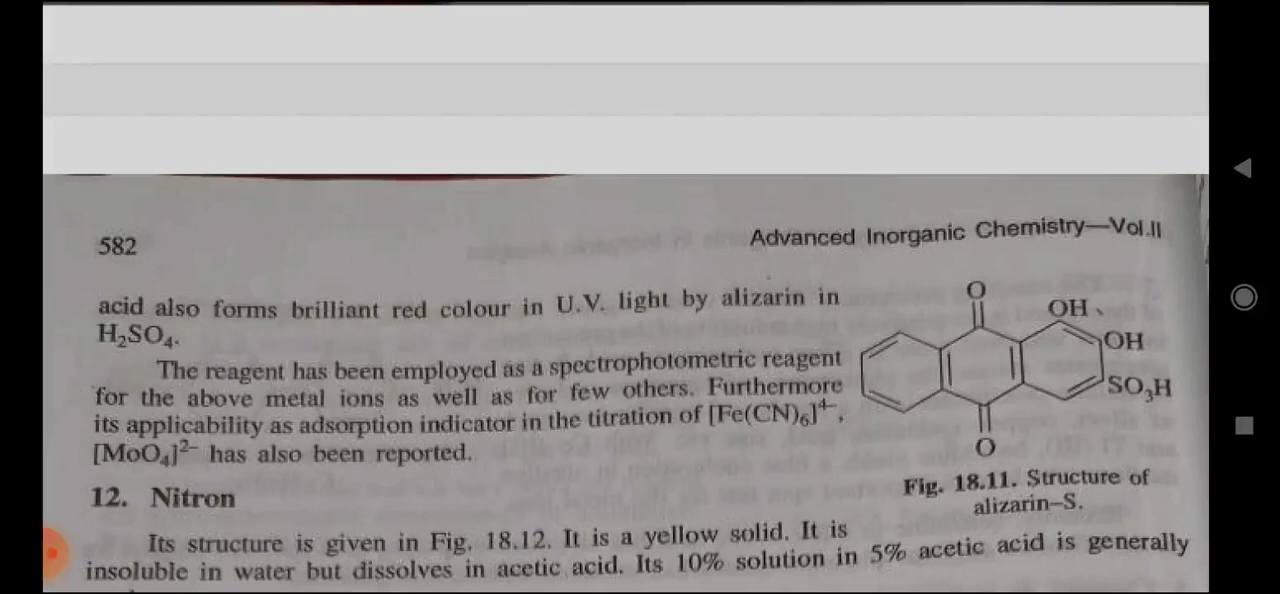 582
Advanced Inorganic Chemistry—Vol.II
acid also forms brilliant red colour in U.V. light by alizarin in
H₂SO₄.
The reagent has been employed as a spectrophotometric reagent
for the above metal ions as well as for few others. Furthermore
its applicability as adsorption indicator in the titration of [Fe(CN)₆]⁴⁻,
[MoO₄]²⁻ has also been reported.
O
OH
OH
SO₃H
O
Fig. 18.11. Structure of
alizarin–S.
12. Nitron
Its structure is given in Fig. 18.12. It is a yellow solid. It is
insoluble in water but dissolves in acetic acid. Its 10% solution in 5% acetic acid is generally